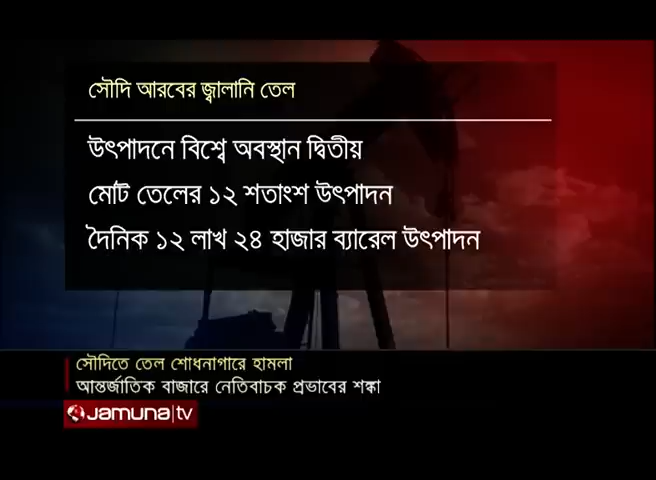 সৌদি আরবের জ্বালানি তেল
উৎপাদনে বিশ্বে অবস্থান দ্বিতীয়
মোট তেলের ১২ শতাংশ উৎপাদন
দৈনিক ১২ লাখ ২৪ হাজার ব্যারেল উৎপাদন
সৌদিতে তেল শোধনাগারে হামলা
আন্তর্জাতিক বাজারে নেতিবাচক প্রভাবের শঙ্কা
Jamuna|tv